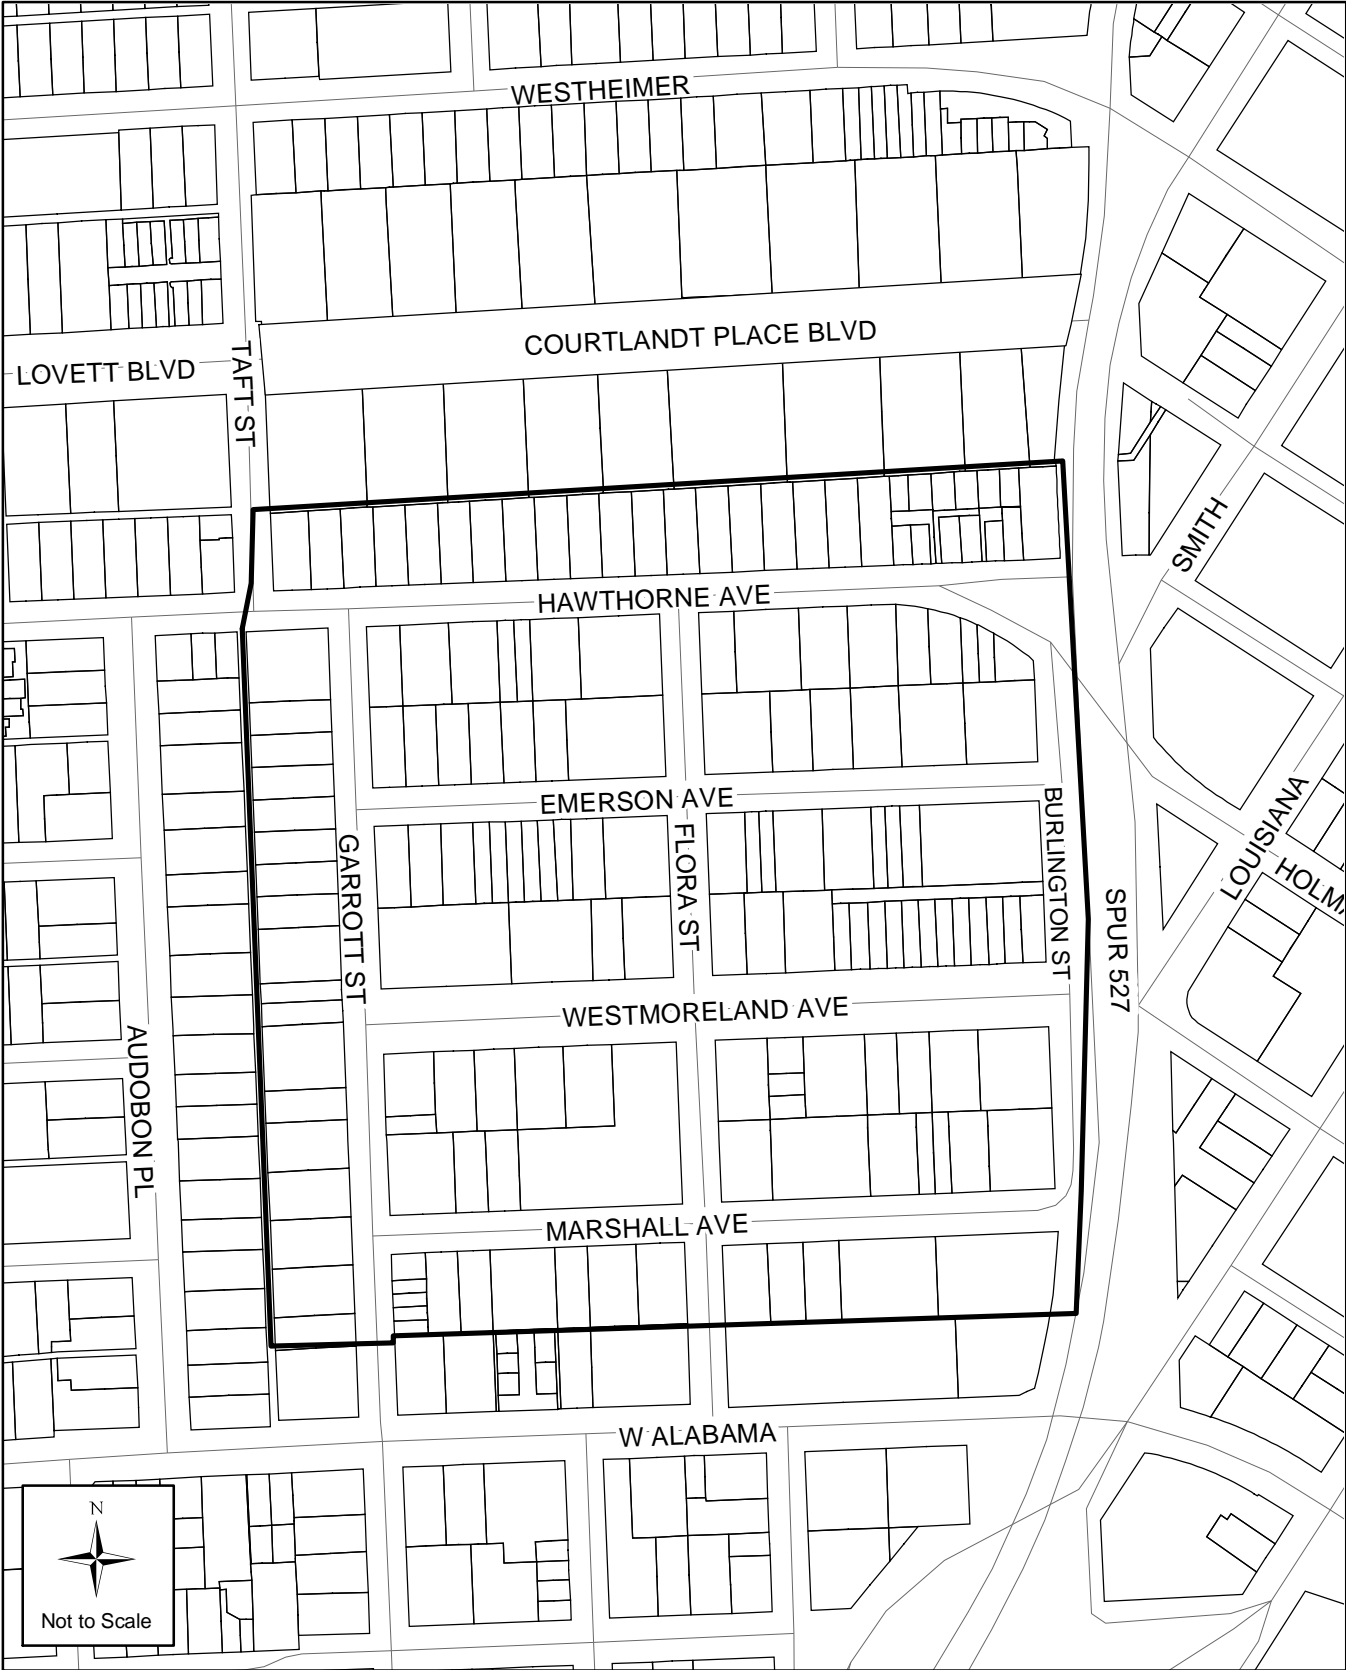 WESTHEIMER
COURTLANDT PLACE BLVD
LOVETT BLVD
TAFT ST
SMITH
HAWTHORNE AVE
EMERSON AVE
BURLINGTON ST
LOUISIANA
GARROTT ST
FLORA ST
HOLMA
SPUR 527
WESTMORELAND AVE
AUDOBON PL
MARSHALL AVE
W ALABAMA
N
Not to Scale